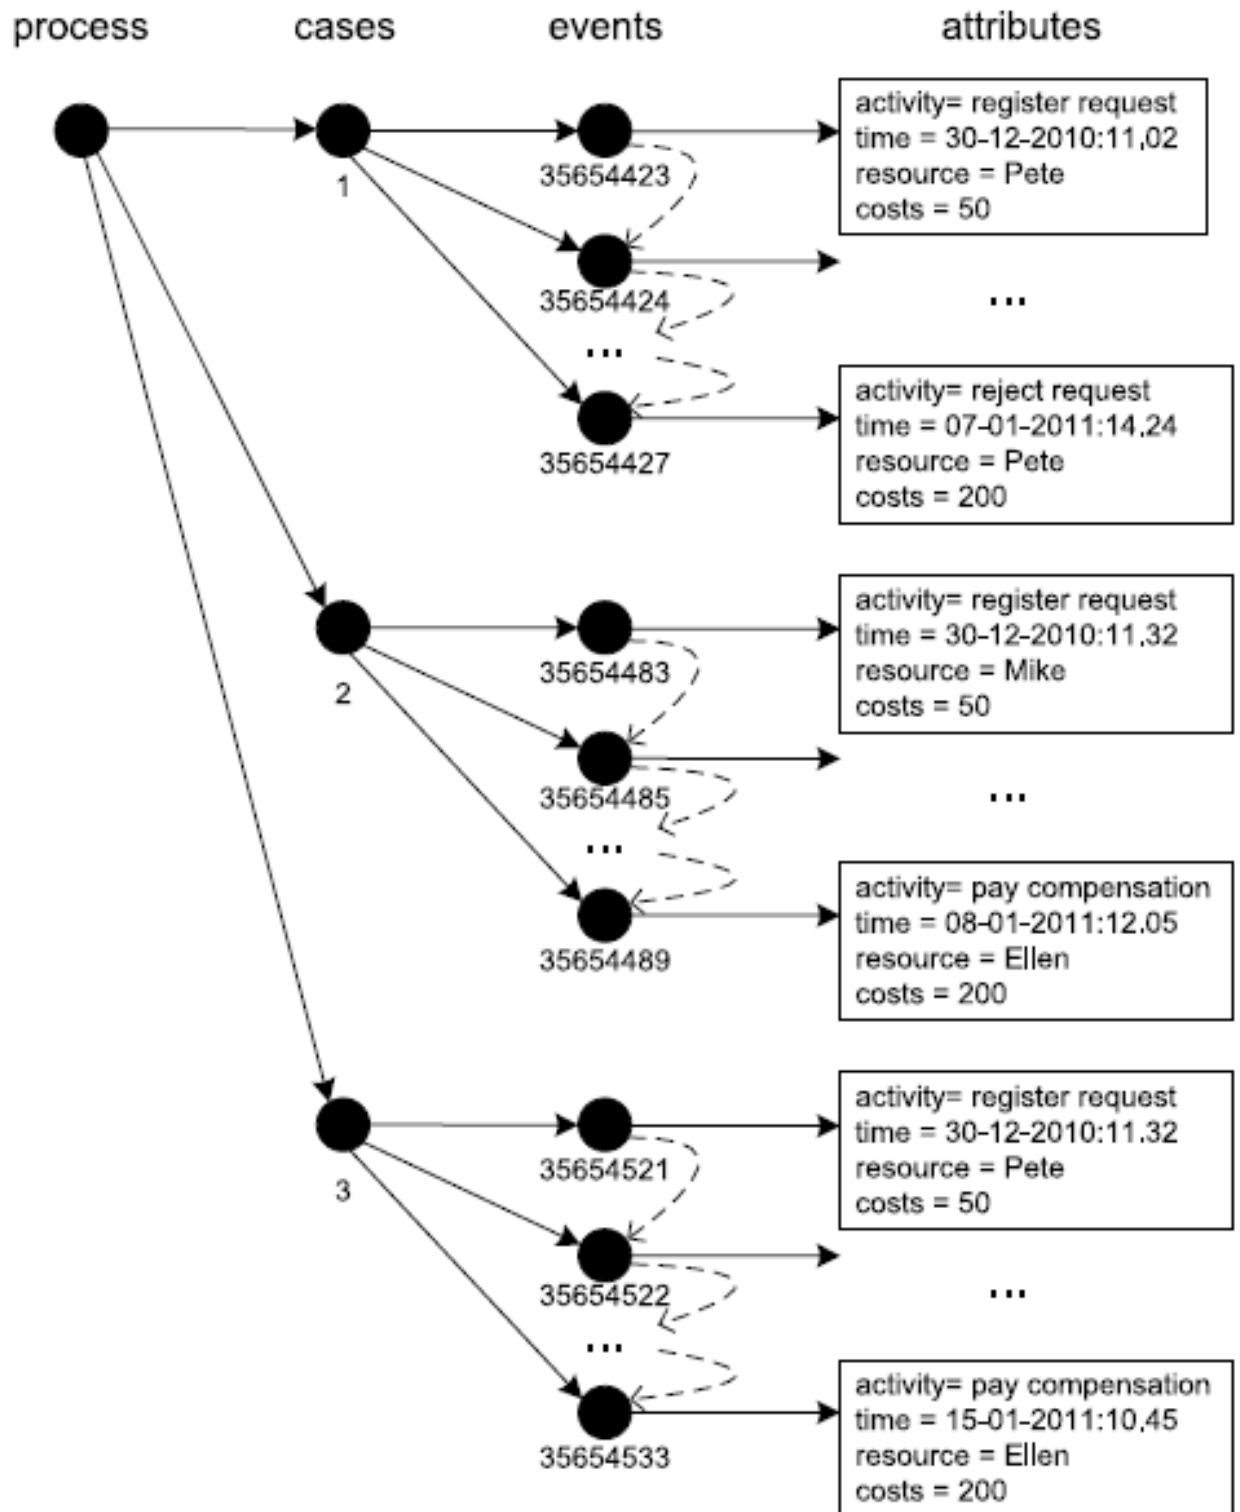 process cases events attributes
activity= register request
time = 30-12-2010:11.02
resource = Pete
costs = 50
35654423
1
35654424
...
...
activity= reject request
time = 07-01-2011:14.24
resource = Pete
costs = 200
35654427
activity= register request
time = 30-12-2010:11.32
resource = Mike
costs = 50
35654483
2
35654485
...
...
activity= pay compensation
time = 08-01-2011:12.05
resource = Ellen
costs = 200
35654489
activity= register request
time = 30-12-2010:11.32
resource = Pete
costs = 50
35654521
3
35654522
...
...
activity= pay compensation
time = 15-01-2011:10.45
resource = Ellen
costs = 200
35654533